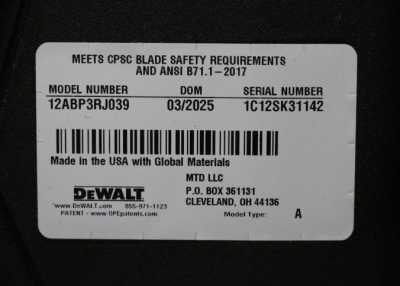 MEETS CPSC BLADE SAFETY REQUIREMENTS
AND ANSI B71.1-2017
MODEL NUMBER DOM SERIAL NUMBER
12ABP3RJ039 03/2025 1C12SK31142
Made in the USA with Global Materials
DEWALT
www.DeWALT.com 855-971-1123
PATENT - www.OPEpatents.com
MTD LLC
P.O. BOX 361131
CLEVELAND, OH 44136
Model Type: A